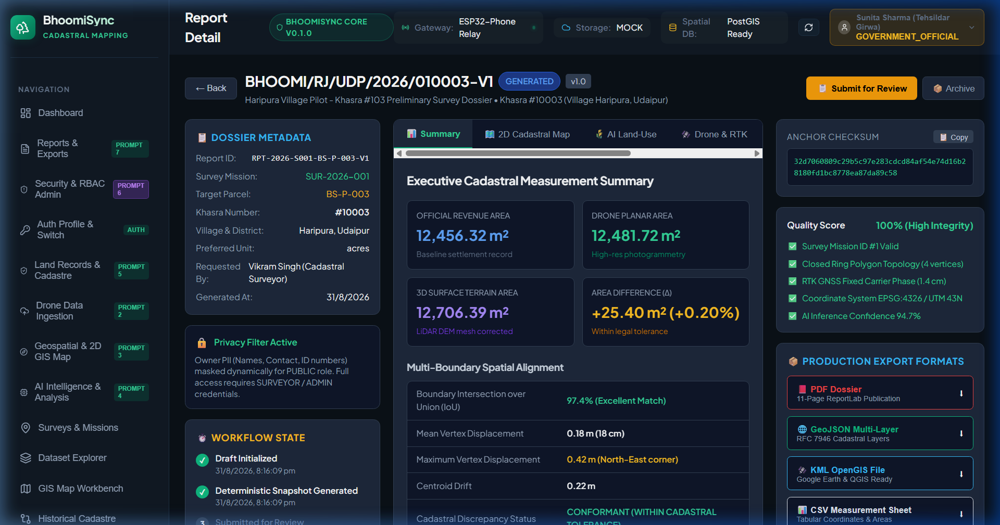 BhoomiSync
CADASTRAL MAPPING
NAVIGATION
Dashboard
Reports &
Exports
PROMPT
7
Security & RBAC
Admin
PROMPT
6
Auth Profile &
Switch
AUTH
Land Records &
Cadastre
PROMPT
5
Drone Data
Ingestion
PROMPT
2
Geospatial & 2D
GIS Map
PROMPT
3
AI Intelligence &
Analysis
PROMPT
4
Surveys & Missions
Dataset Explorer
GIS Map Workbench
Historical Cadastre
Report
Detail
BHOOMISYNC CORE
V0.1.0
Gateway:
ESP32-Phone
Relay
Storage: MOCK
Spatial
DB:
PostGIS
Ready
Sunita Sharma (Tehsildar
Girwa)
GOVERNMENT_OFFICIAL
← Back
BHOOMI/RJ/UDP/2026/010003-V1
GENERATED
v1.0
Haripura Village Pilot - Khasra #103 Preliminary Survey Dossier • Khasra #10003 (Village Haripura, Udaipur)
Submit for Review
Archive
DOSSIER METADATA
Report ID: RPT-2026-S001-BS-P-003-V1
Survey Mission: SUR-2026-001
Target Parcel: BS-P-003
Khasra Number: #10003
Village & District: Haripura, Udaipur
Preferred Unit: acres
Requested
By:
Vikram Singh (Cadastral
Surveyor)
Generated At: 31/8/2026
Privacy Filter Active
Owner PII (Names, Contact, ID numbers)
masked dynamically for PUBLIC role. Full
access requires SURVEYOR / ADMIN
credentials.
WORKFLOW STATE
Draft Initialized
31/8/2026, 8:16:09 pm
Deterministic Snapshot Generated
31/8/2026, 8:16:09 pm
3
Submitted for Review
Summary
2D Cadastral Map
AI Land-Use
Drone & RTK
Executive Cadastral Measurement Summary
OFFICIAL REVENUE AREA
12,456.32 m²
Baseline settlement record
DRONE PLANAR AREA
12,481.72 m²
High-res photogrammetry
3D SURFACE TERRAIN AREA
12,706.39 m²
LiDAR DEM mesh corrected
AREA DIFFERENCE (Δ)
+25.40 m² (+0.20%)
Within legal tolerance
Multi-Boundary Spatial Alignment
Boundary Intersection over
Union (IoU)
97.4% (Excellent Match)
Mean Vertex Displacement 0.18 m (18 cm)
Maximum Vertex Displacement 0.42 m (North-East corner)
Centroid Drift 0.22 m
Cadastral Discrepancy Status
CONFORMANT (WITHIN CADASTRAL
TOLERANCE)
ANCHOR CHECKSUM
Copy
32d7060809c29b5c97e283cdcd84af54e74d16b2
8180fd1bc8778ea87da89c58
Quality Score 100% (High Integrity)
Survey Mission ID #1 Valid
Closed Ring Polygon Topology (4 vertices)
RTK GNSS Fixed Carrier Phase (1.4 cm)
Coordinate System EPSG:4326 / UTM 43N
AI Inference Confidence 94.7%
PRODUCTION EXPORT FORMATS
PDF Dossier
11-Page ReportLab Publication
GeoJSON Multi-Layer
RFC 7946 Cadastral Layers
KML OpenGIS File
Google Earth & QGIS Ready
CSV Measurement Sheet
Tabular Coordinates & Areas